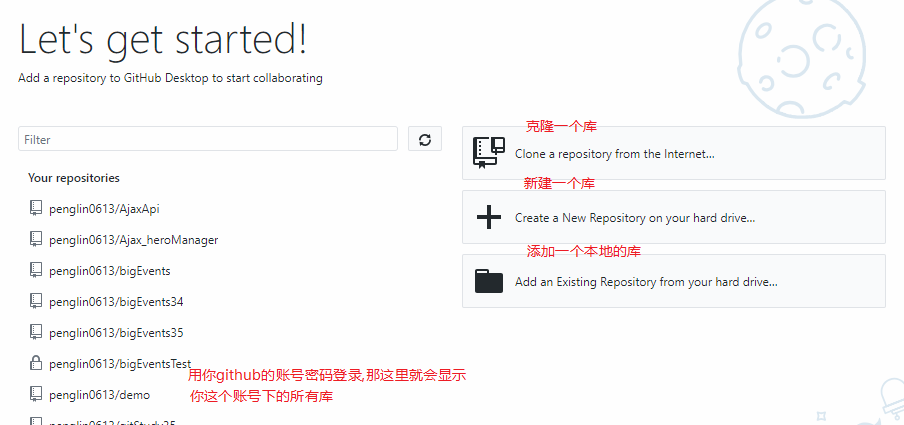 Let's get started!
Add a repository to GitHub Desktop to start collaborating
Filter
Your repositories
penglin0613/AjaxApi
penglin0613/Ajax_heroManager
penglin0613/bigEvents
penglin0613/bigEvents34
penglin0613/bigEvents35
penglin0613/bigEventsTest
用你github的账号密码登录,那这里就会显示
你这个账号下的所有库
penglin0613/demo
克隆一个库
Clone a repository from the Internet...
新建一个库
Create a New Repository on your hard drive...
添加一个本地的库
Add an Existing Repository from your hard drive...